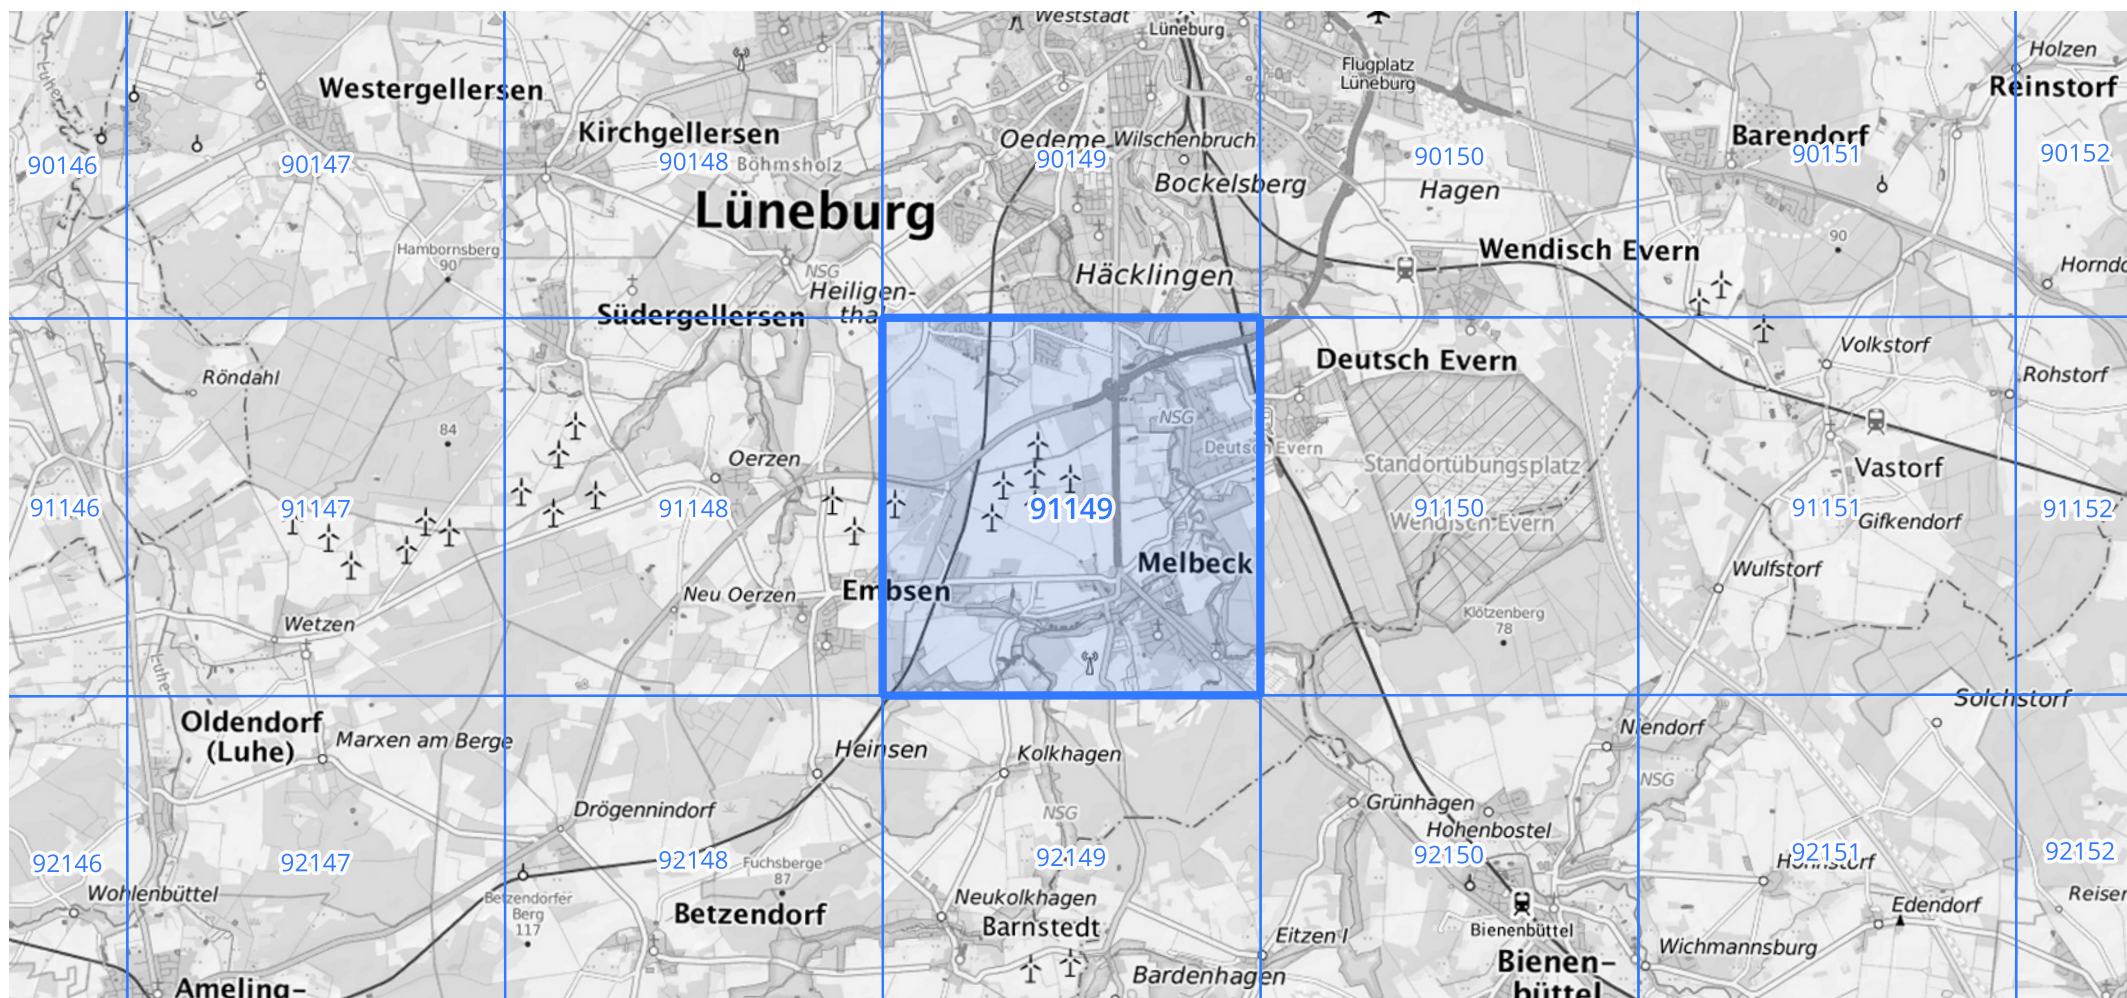 Weststadt
Lüneburg
Holzen
Luhe
Westergellersen
Flugplatz
Lüneburg
Reinstorf
Kirchgellersen
Oedeme
Wilschenbruch
Barendorf
90146
90147
90148
Böhmsholz
90149
90150
90151
90152
Bockelsberg
Hagen
Lüneburg
Hambornsberg
90
Wendisch Evern
90
NSG
Heiligen-
thal
Häcklingen
Südergellersen
Röndahl
Deutsch Evern
Volkstorf
Rohstorf
84
NSG
Deutsch Evern
Oerzen
Standortübungsplatz
Wendisch Evern
Vastorf
91146
91147
91148
91149
91150
91151
91152
Gifkendorf
Melbeck
Embsen
Neu Oerzen
Wulfstorf
Klötzenberg
78
Wetzen
Luhe
Oldendorf
(Luhe)
Marxen am Berge
Heinsen
Kolkhagen
Solchstorf
Niendorf
NSG
Drögennindorf
NSG
Grünhagen
Hohenbostel
92146
92147
92148
Fuchsberge
87
92149
92150
92151
Hohnstorf
92152
Wohlenbüttel
Betzendorfer
Berg
117
Betzendorf
Neukolkhagen
Barnstedt
Bienenbüttel
Edendorf
Eitzen I
Wichmannsburg
Bardenhagen
Bienen-
büttel
Ameling-